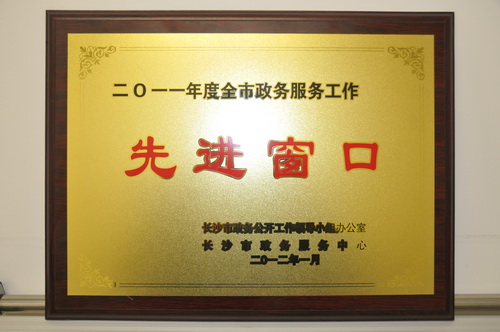 二〇一一年度全市政务服务工作
先进窗口
长沙市政务公开工作领导小组办公室
长沙市政务服务中心
二〇一二年一月